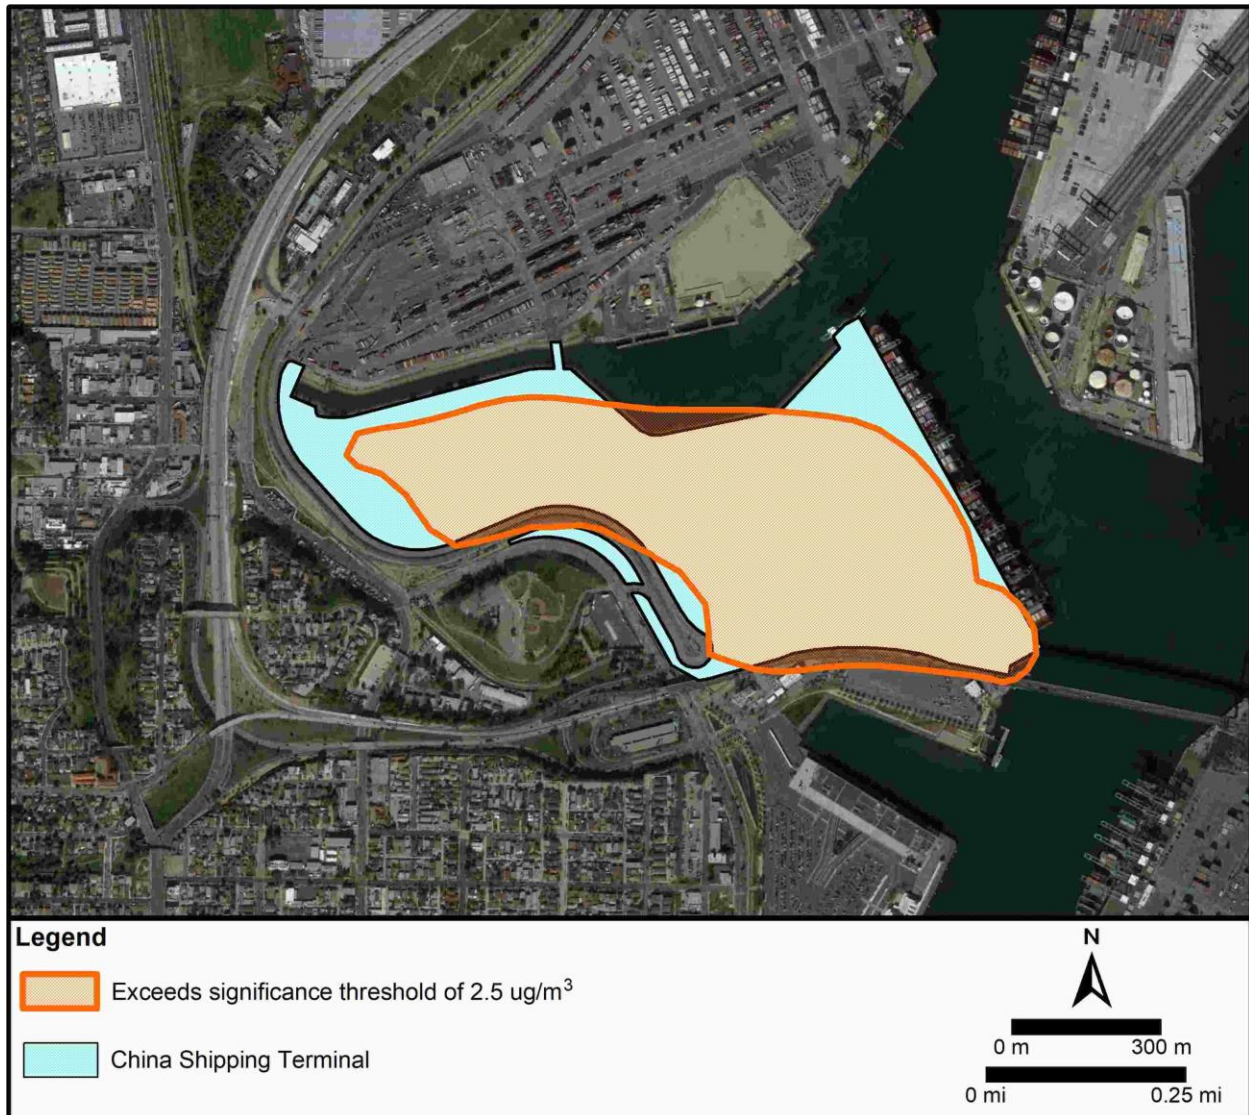 Legend
Exceeds significance threshold of 2.5 ug/m³
China Shipping Terminal
N
0 m 300 m
0 mi 0.25 mi